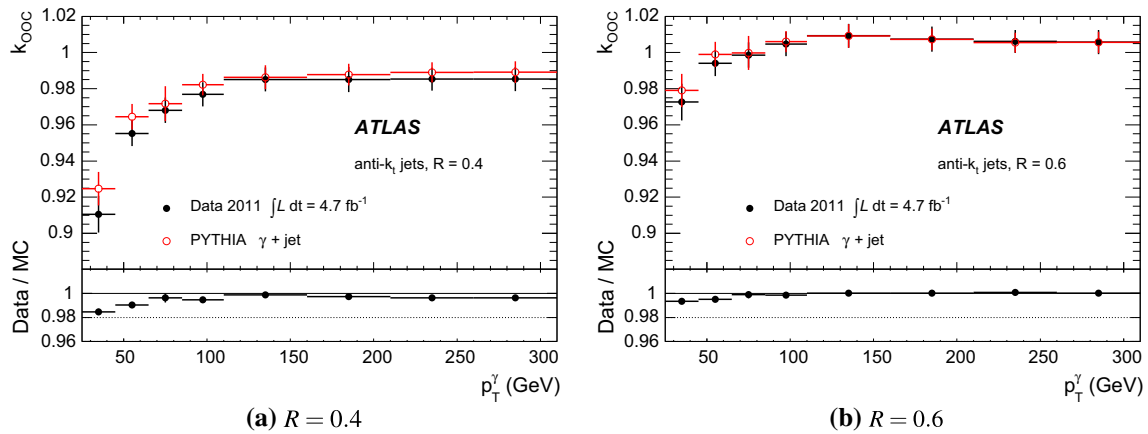 k_OOC
1.02
1
0.98
0.96
0.94
0.92
0.9
ATLAS
anti-k_t jets, R = 0.4
Data 2011 ∫L dt = 4.7 fb⁻¹
PYTHIA γ + jet
Data / MC
1
0.98
0.96
50 100 150 200 250 300
p_T^γ (GeV)
(a) R = 0.4
k_OOC
1.02
1
0.98
0.96
0.94
0.92
0.9
ATLAS
anti-k_t jets, R = 0.6
Data 2011 ∫L dt = 4.7 fb⁻¹
PYTHIA γ + jet
Data / MC
1
0.98
0.96
50 100 150 200 250 300
p_T^γ (GeV)
(b) R = 0.6